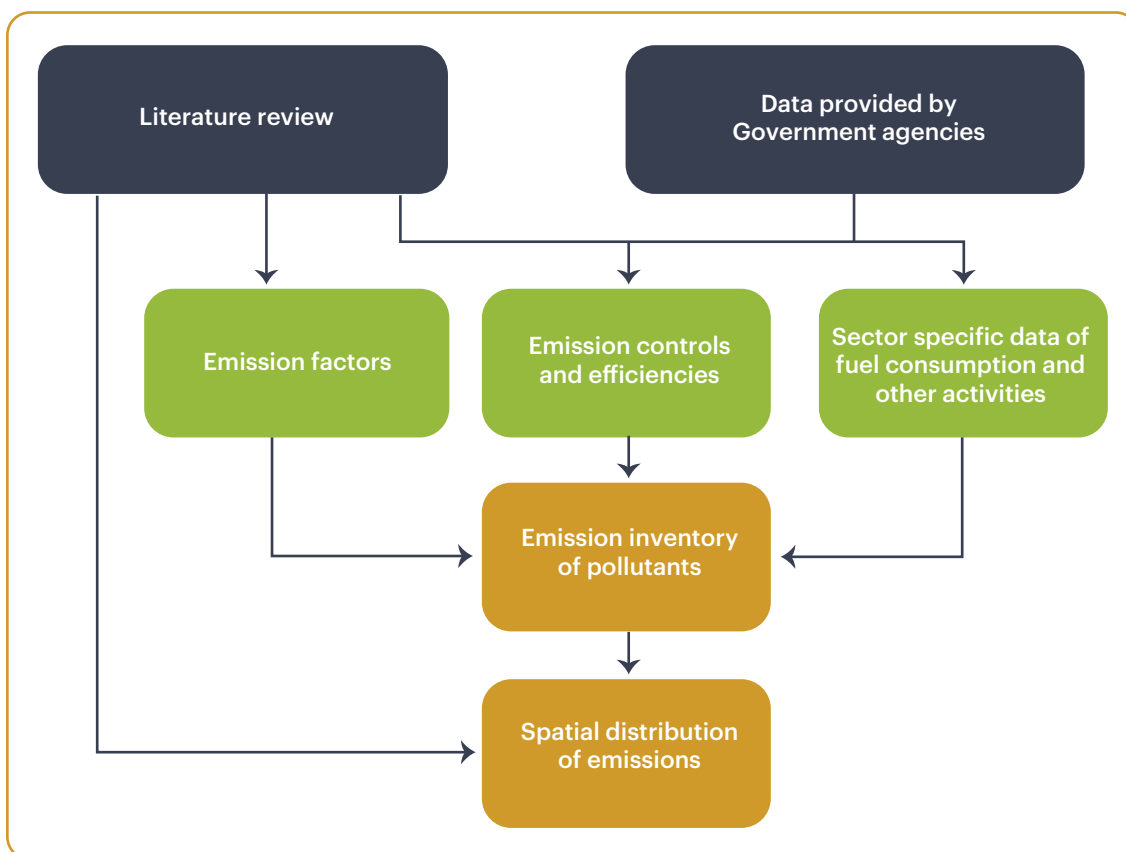 Literature review
Data provided by
Government agencies
Emission factors
Emission controls
and efficiencies
Sector specific data of
fuel consumption and
other activities
Emission inventory
of pollutants
Spatial distribution
of emissions